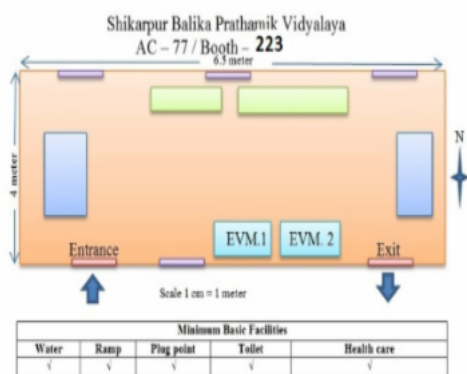 Shikarpur Balika Prathamik Vidyalaya
AC – 77 / Booth – 223
6.5 meter
4 meter
N
EVM.1 EVM. 2
Entrance Exit
Scale 1 cm = 1 meter
Minimum Basic Facilities
Water Ramp Plug point Toilet Health care
√ √ √ √ √